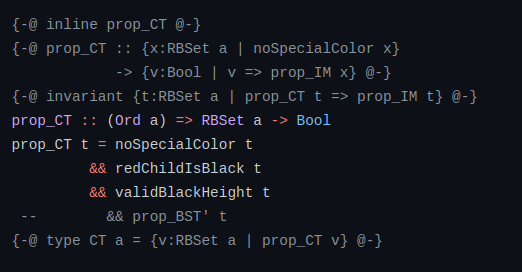 {-@ inline prop_CT @-}
{-@ prop_CT :: {x:RBSet a | noSpecialColor x}
            -> {v:Bool | v => prop_IM x} @-}
{-@ invariant {t:RBSet a | prop_CT t => prop_IM t} @-}
prop_CT :: (Ord a) => RBSet a -> Bool
prop_CT t = noSpecialColor t
         && redChildIsBlack t
         && validBlackHeight t
 --        && prop_BST' t
{-@ type CT a = {v:RBSet a | prop_CT v} @-}